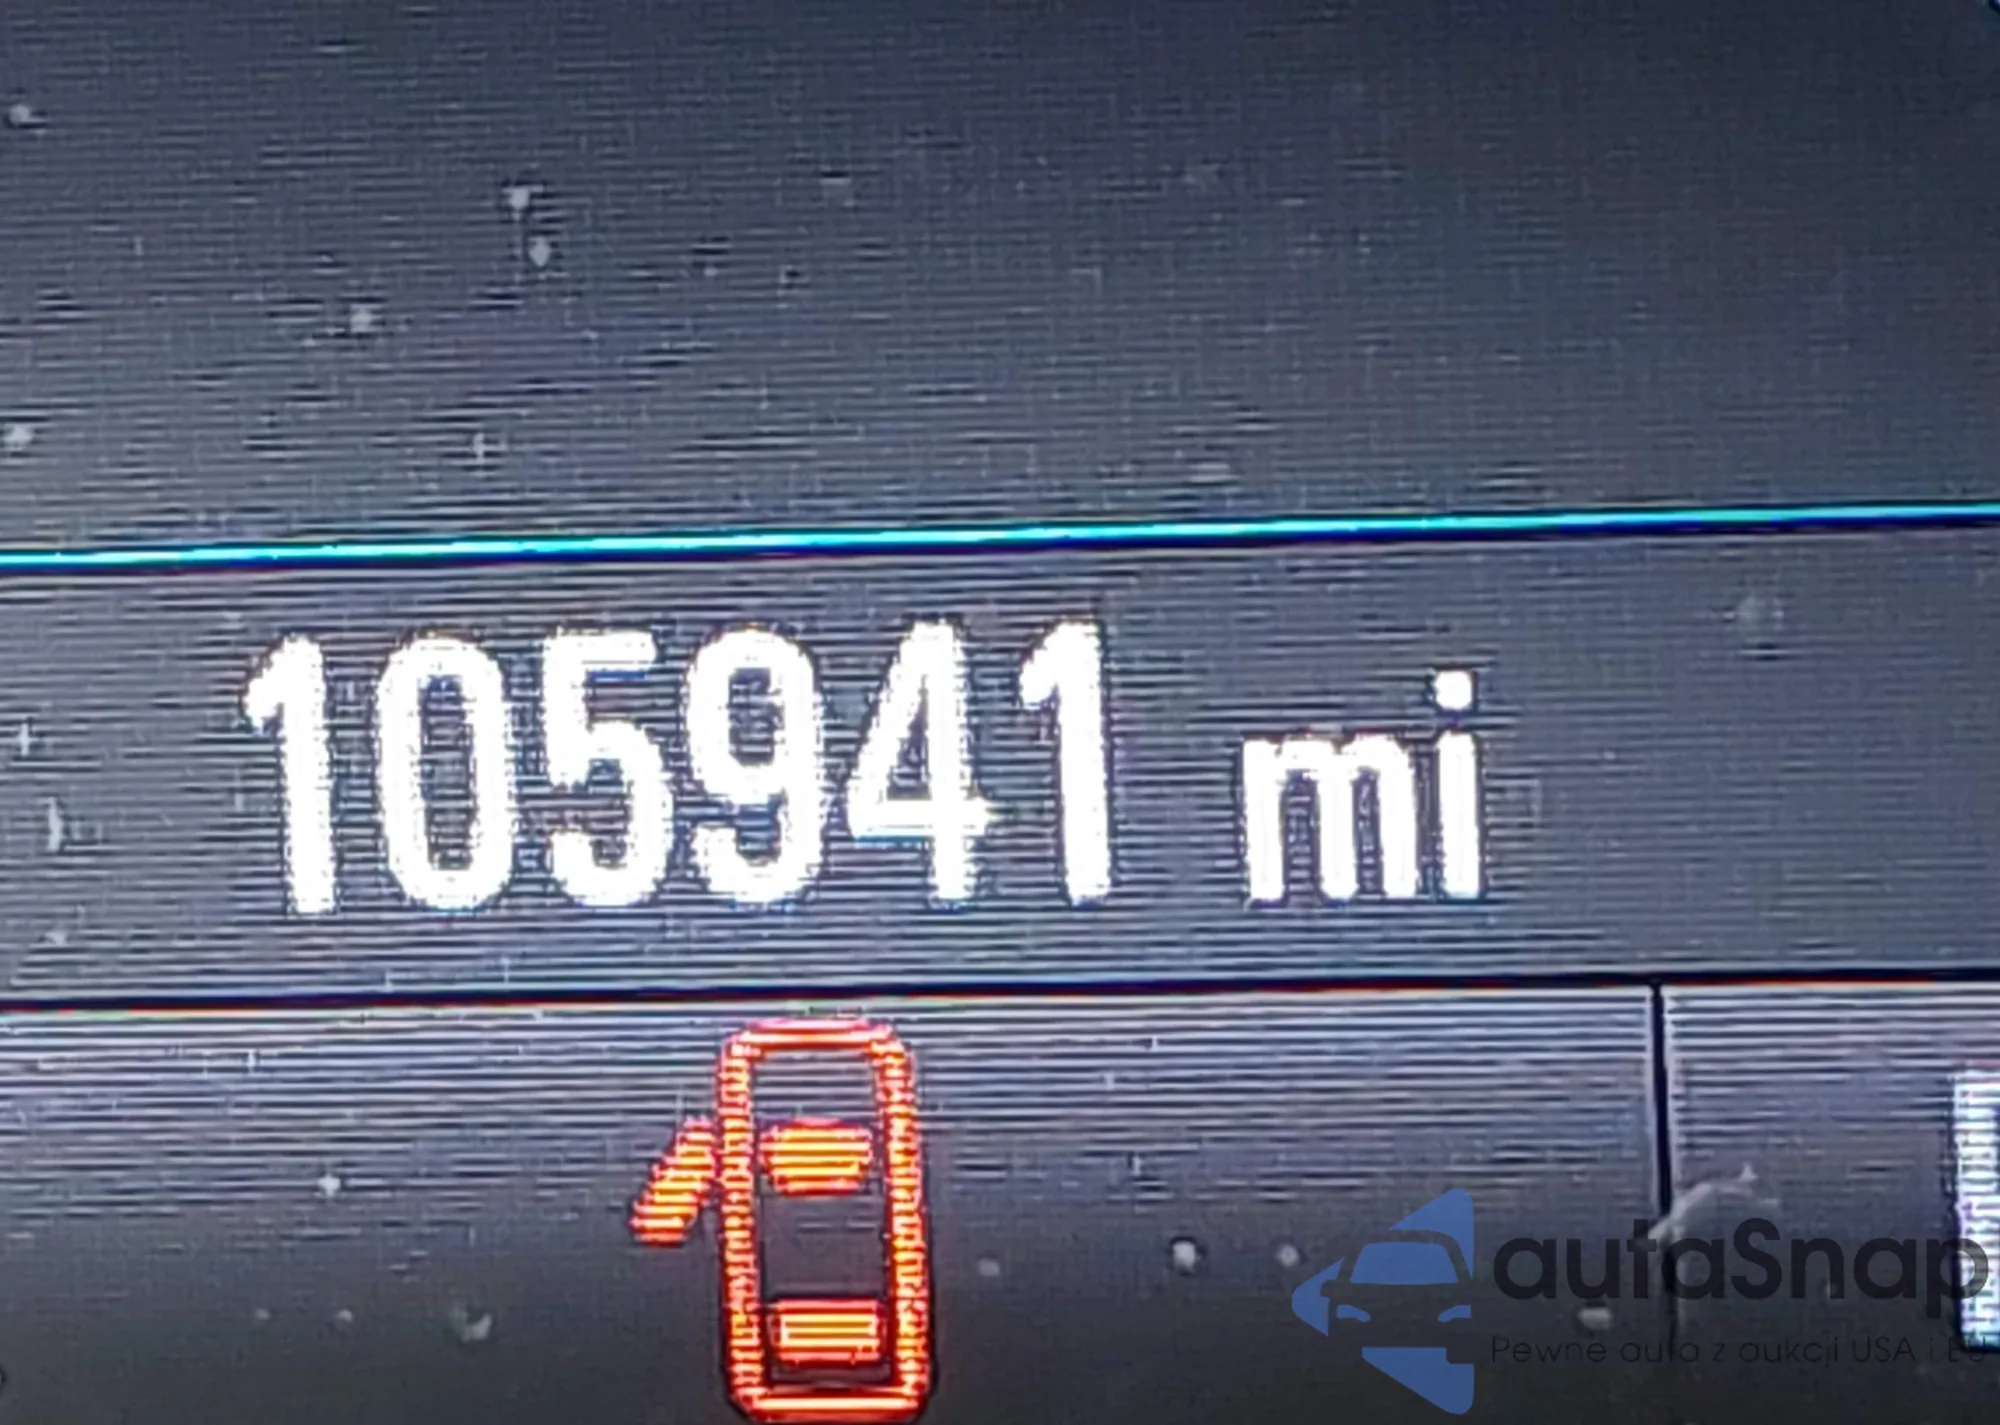 105941 mi
autaSnap
Pewne auta z aukcji USA i EU